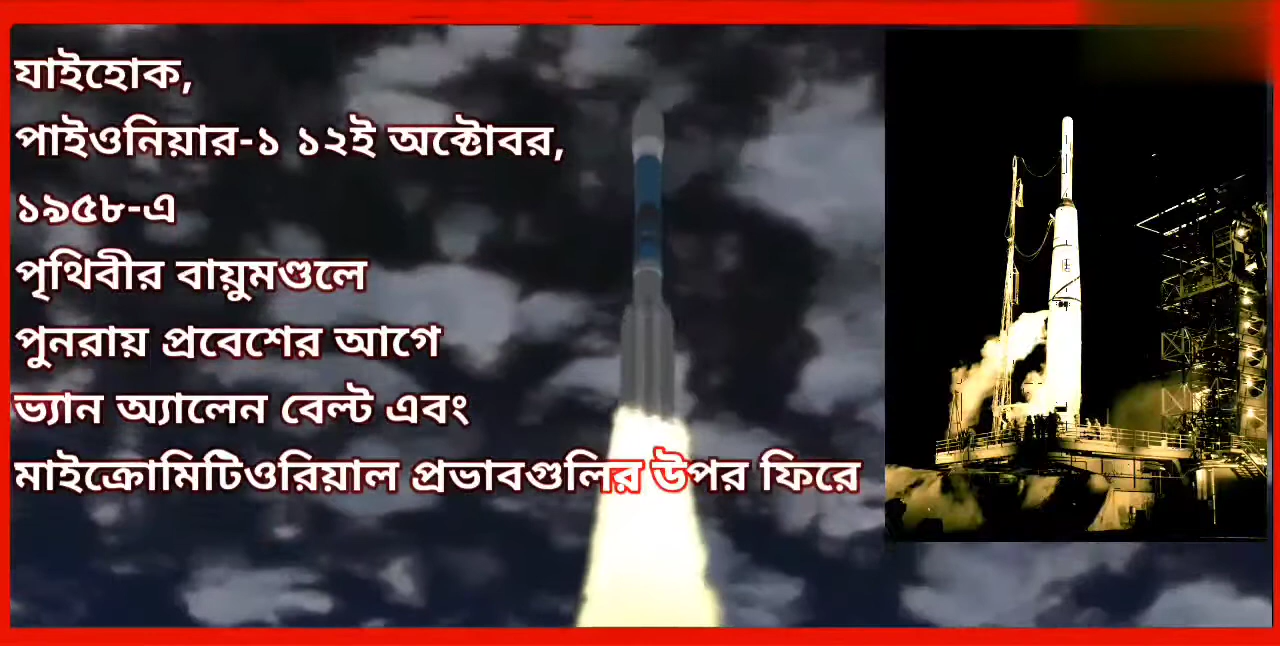 যাইহোক,
পাইওনিয়ার-১ ১২ই অক্টোবর,
১৯৫৮-এ
পৃথিবীর বায়ুমণ্ডলে
পুনরায় প্রবেশের আগে
ভ্যান অ্যালেন বেল্ট এবং
মাইক্রোমিটিওরিয়াল প্রভাবগুলির উপর ফিরে